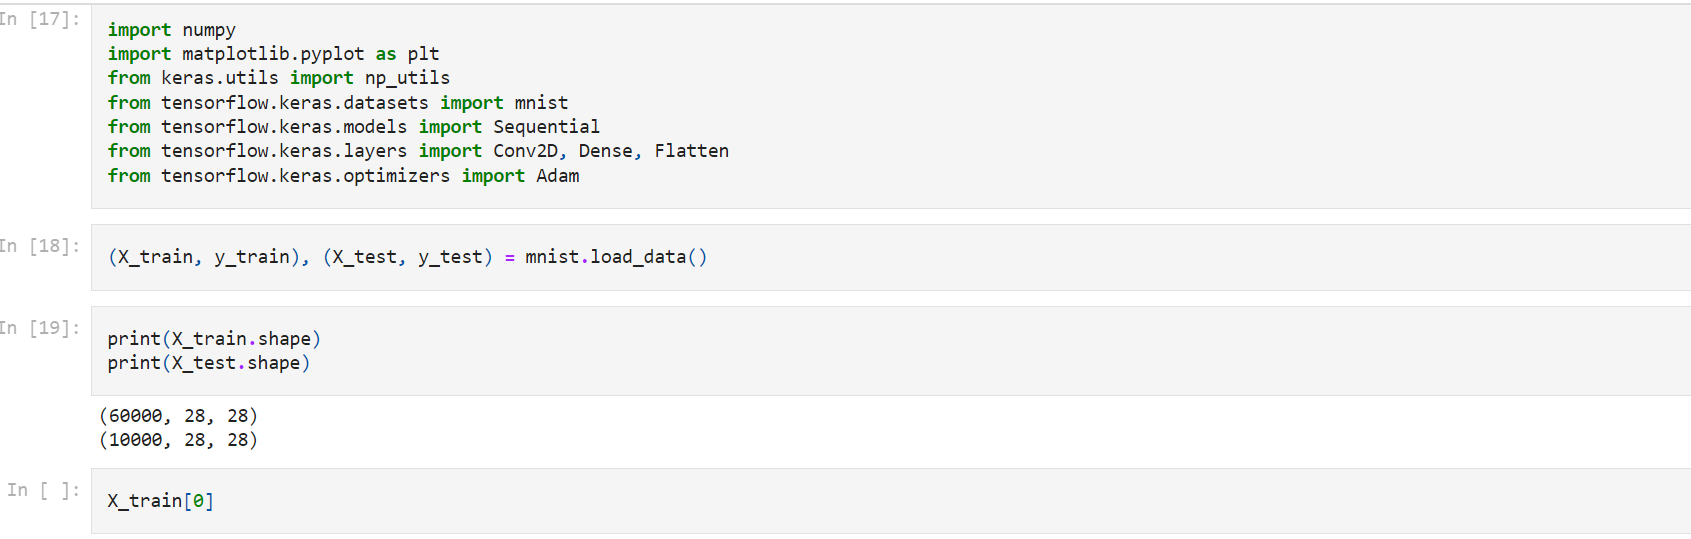 In [17]:
import numpy
import matplotlib.pyplot as plt
from keras.utils import np_utils
from tensorflow.keras.datasets import mnist
from tensorflow.keras.models import Sequential
from tensorflow.keras.layers import Conv2D, Dense, Flatten
from tensorflow.keras.optimizers import Adam
In [18]:
(X_train, y_train), (X_test, y_test) = mnist.load_data()
In [19]:
print(X_train.shape)
print(X_test.shape)
(60000, 28, 28)
(10000, 28, 28)
In [ ]:
X_train[0]